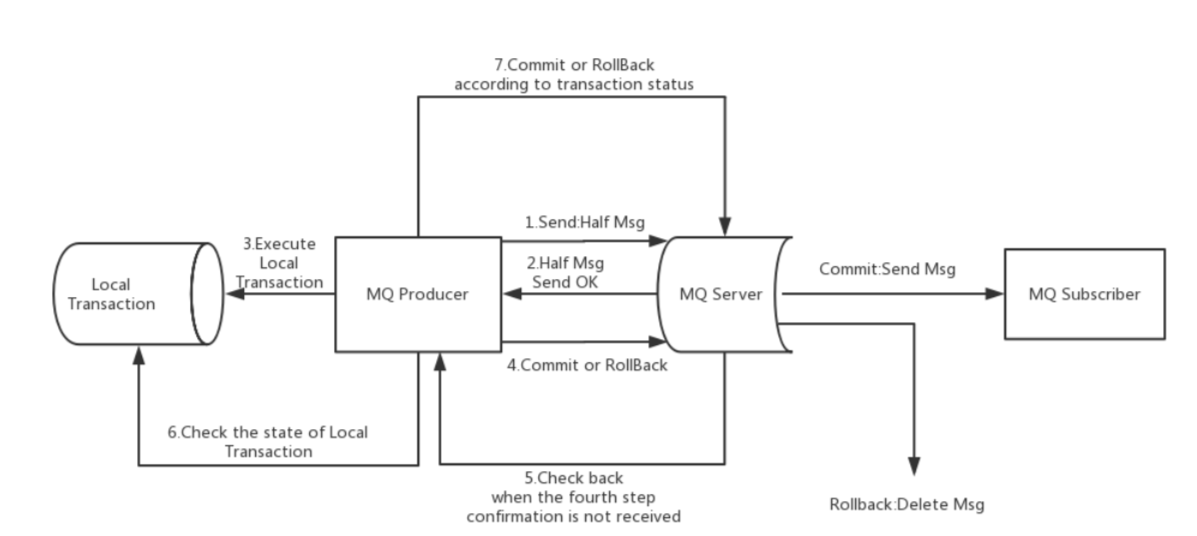 7.Commit or RollBack
according to transaction status
1.Send:Half Msg
3.Execute
Local
Transaction
2.Half Msg
Send OK
Commit:Send Msg
Local
Transaction
MQ Producer
MQ Server
MQ Subscriber
4.Commit or RollBack
6.Check the state of Local
Transaction
5.Check back
when the fourth step
confirmation is not received
Rollback:Delete Msg